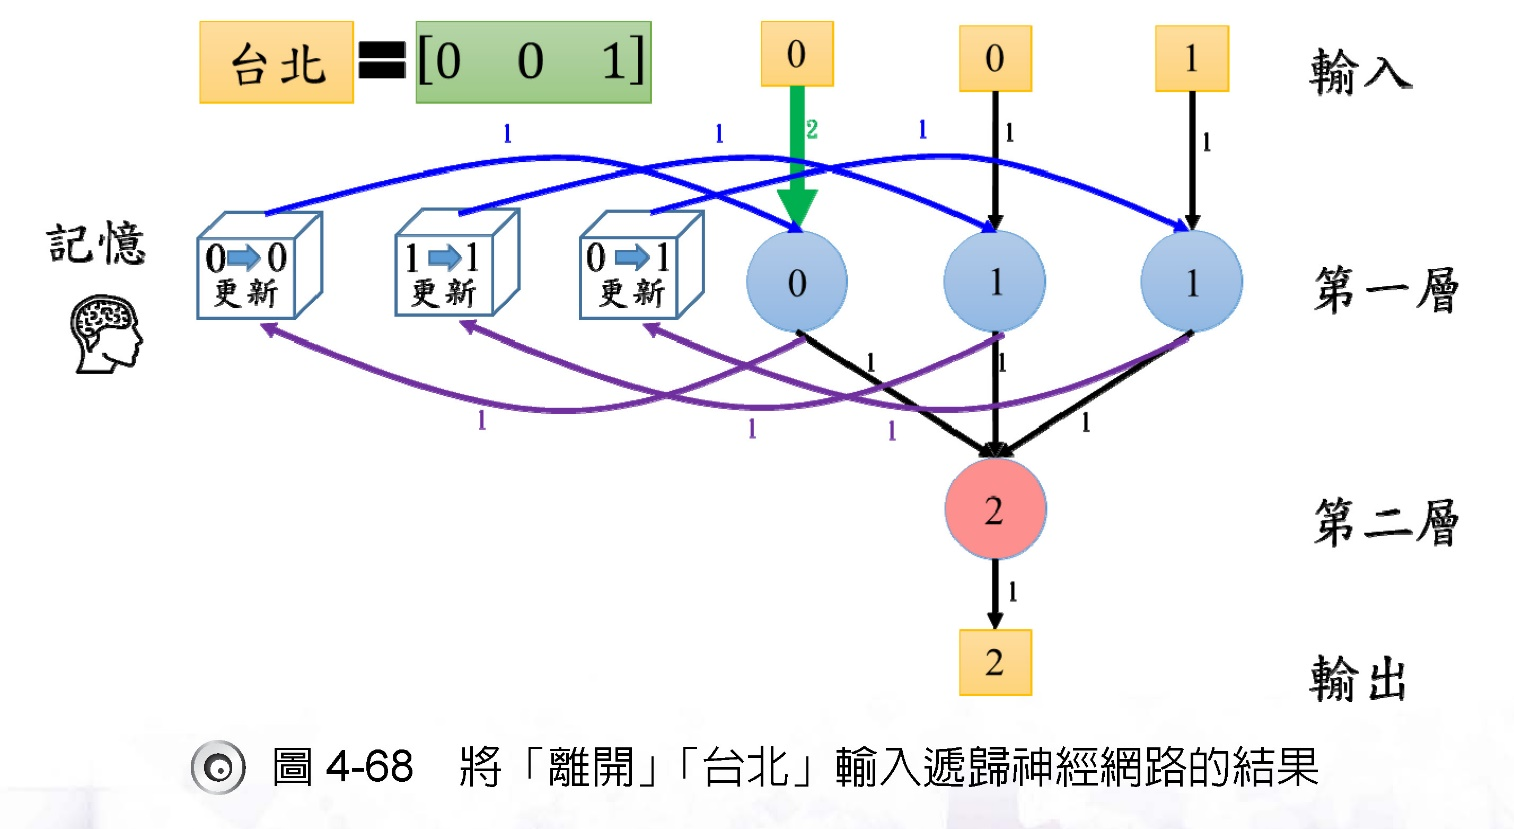 台北 = [0 0 1] 0 0 1 輸入
1 1 2 1 1 1
記憶 0 0 更新 1 1 更新 0 1 更新 0 1 1 第一層
1 1 1 1 1 1
2 第二層
1
2 輸出
圖 4-68 將「離開」「台北」輸入遞歸神經網路的結果